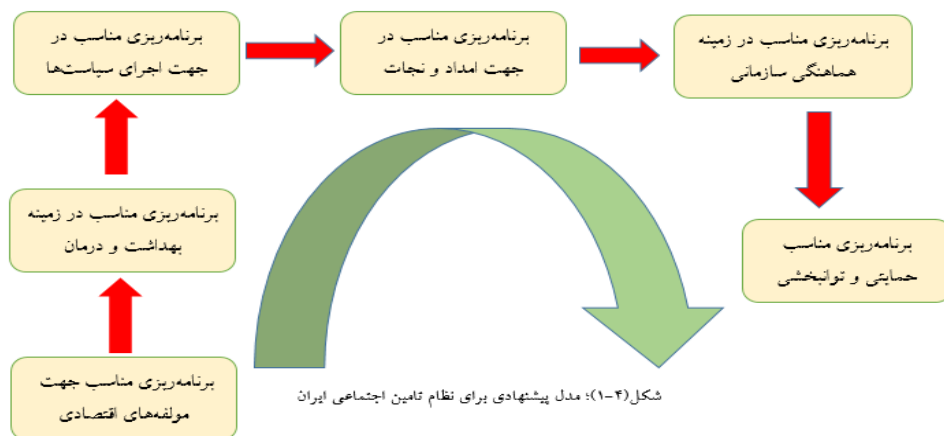 برنامه‌ریزی مناسب در
جهت اجرای سیاست‌ها
برنامه‌ریزی مناسب در
جهت امداد و نجات
برنامه‌ریزی مناسب در زمینه
هماهنگی سازمانی
برنامه‌ریزی مناسب در زمینه
بهداشت و درمان
برنامه‌ریزی مناسب
حمایتی و توانبخشی
برنامه‌ریزی مناسب جهت
مولفه‌های اقتصادی
شکل(۴-۱)؛ مدل پیشنهادی برای نظام تامین اجتماعی ایران